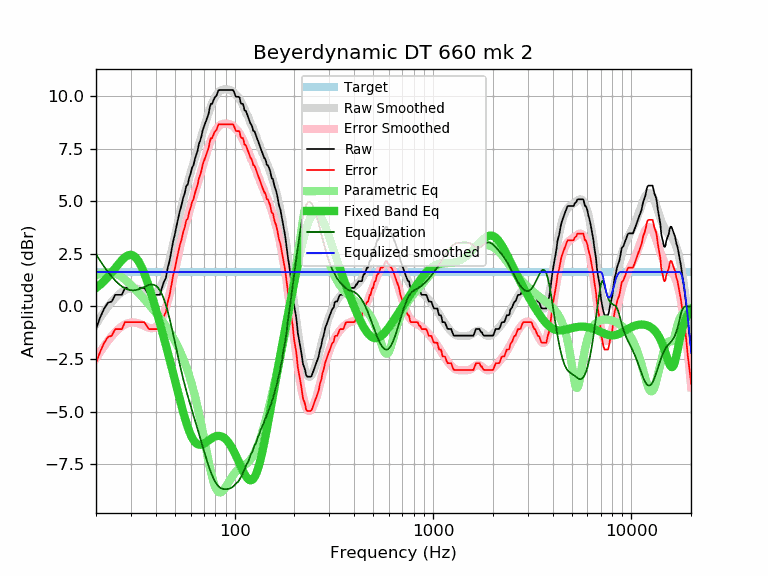 Beyerdynamic DT 660 mk 2
10.0
7.5
5.0
2.5
0.0
−2.5
−5.0
−7.5
Amplitude (dBr)
Target
Raw Smoothed
Error Smoothed
Raw
Error
Parametric Eq
Fixed Band Eq
Equalization
Equalized smoothed
100
1000
10000
Frequency (Hz)